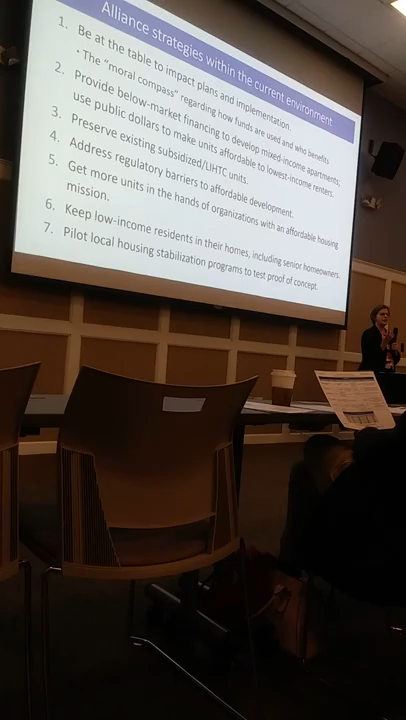 Alliance strategies within the current environment
1. Be at the table to impact plans and implementation.
• The "moral compass" regarding how funds are used and who benefits
2. Provide below-market financing to develop mixed-income apartments;
use public dollars to make units affordable to lowest-income renters.
3. Preserve existing subsidized/LIHTC units.
4. Address regulatory barriers to affordable development.
5. Get more units in the hands of organizations with an affordable housing
mission.
6. Keep low-income residents in their homes, including senior homeowners.
7. Pilot local housing stabilization programs to test proof of concept.